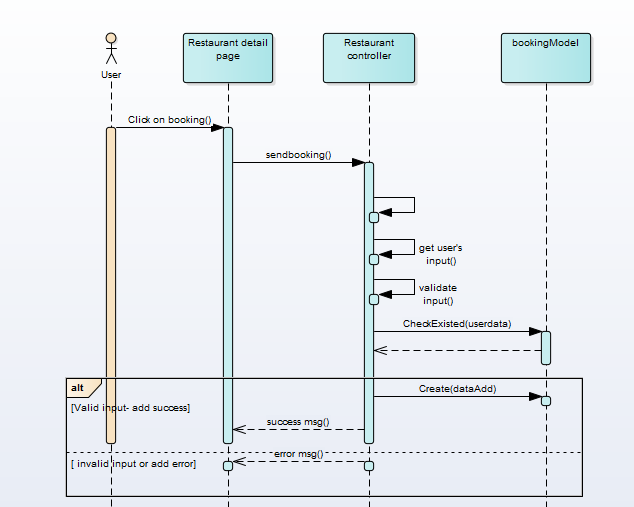 User
Restaurant detail
page
Restaurant
controller
bookingModel
Click on booking()
sendbooking()
get user's
input()
validate
input()
CheckExisted(userdata)
alt
Create(dataAdd)
[Valid input- add success]
success msg()
error msg()
[ invalid input or add error]